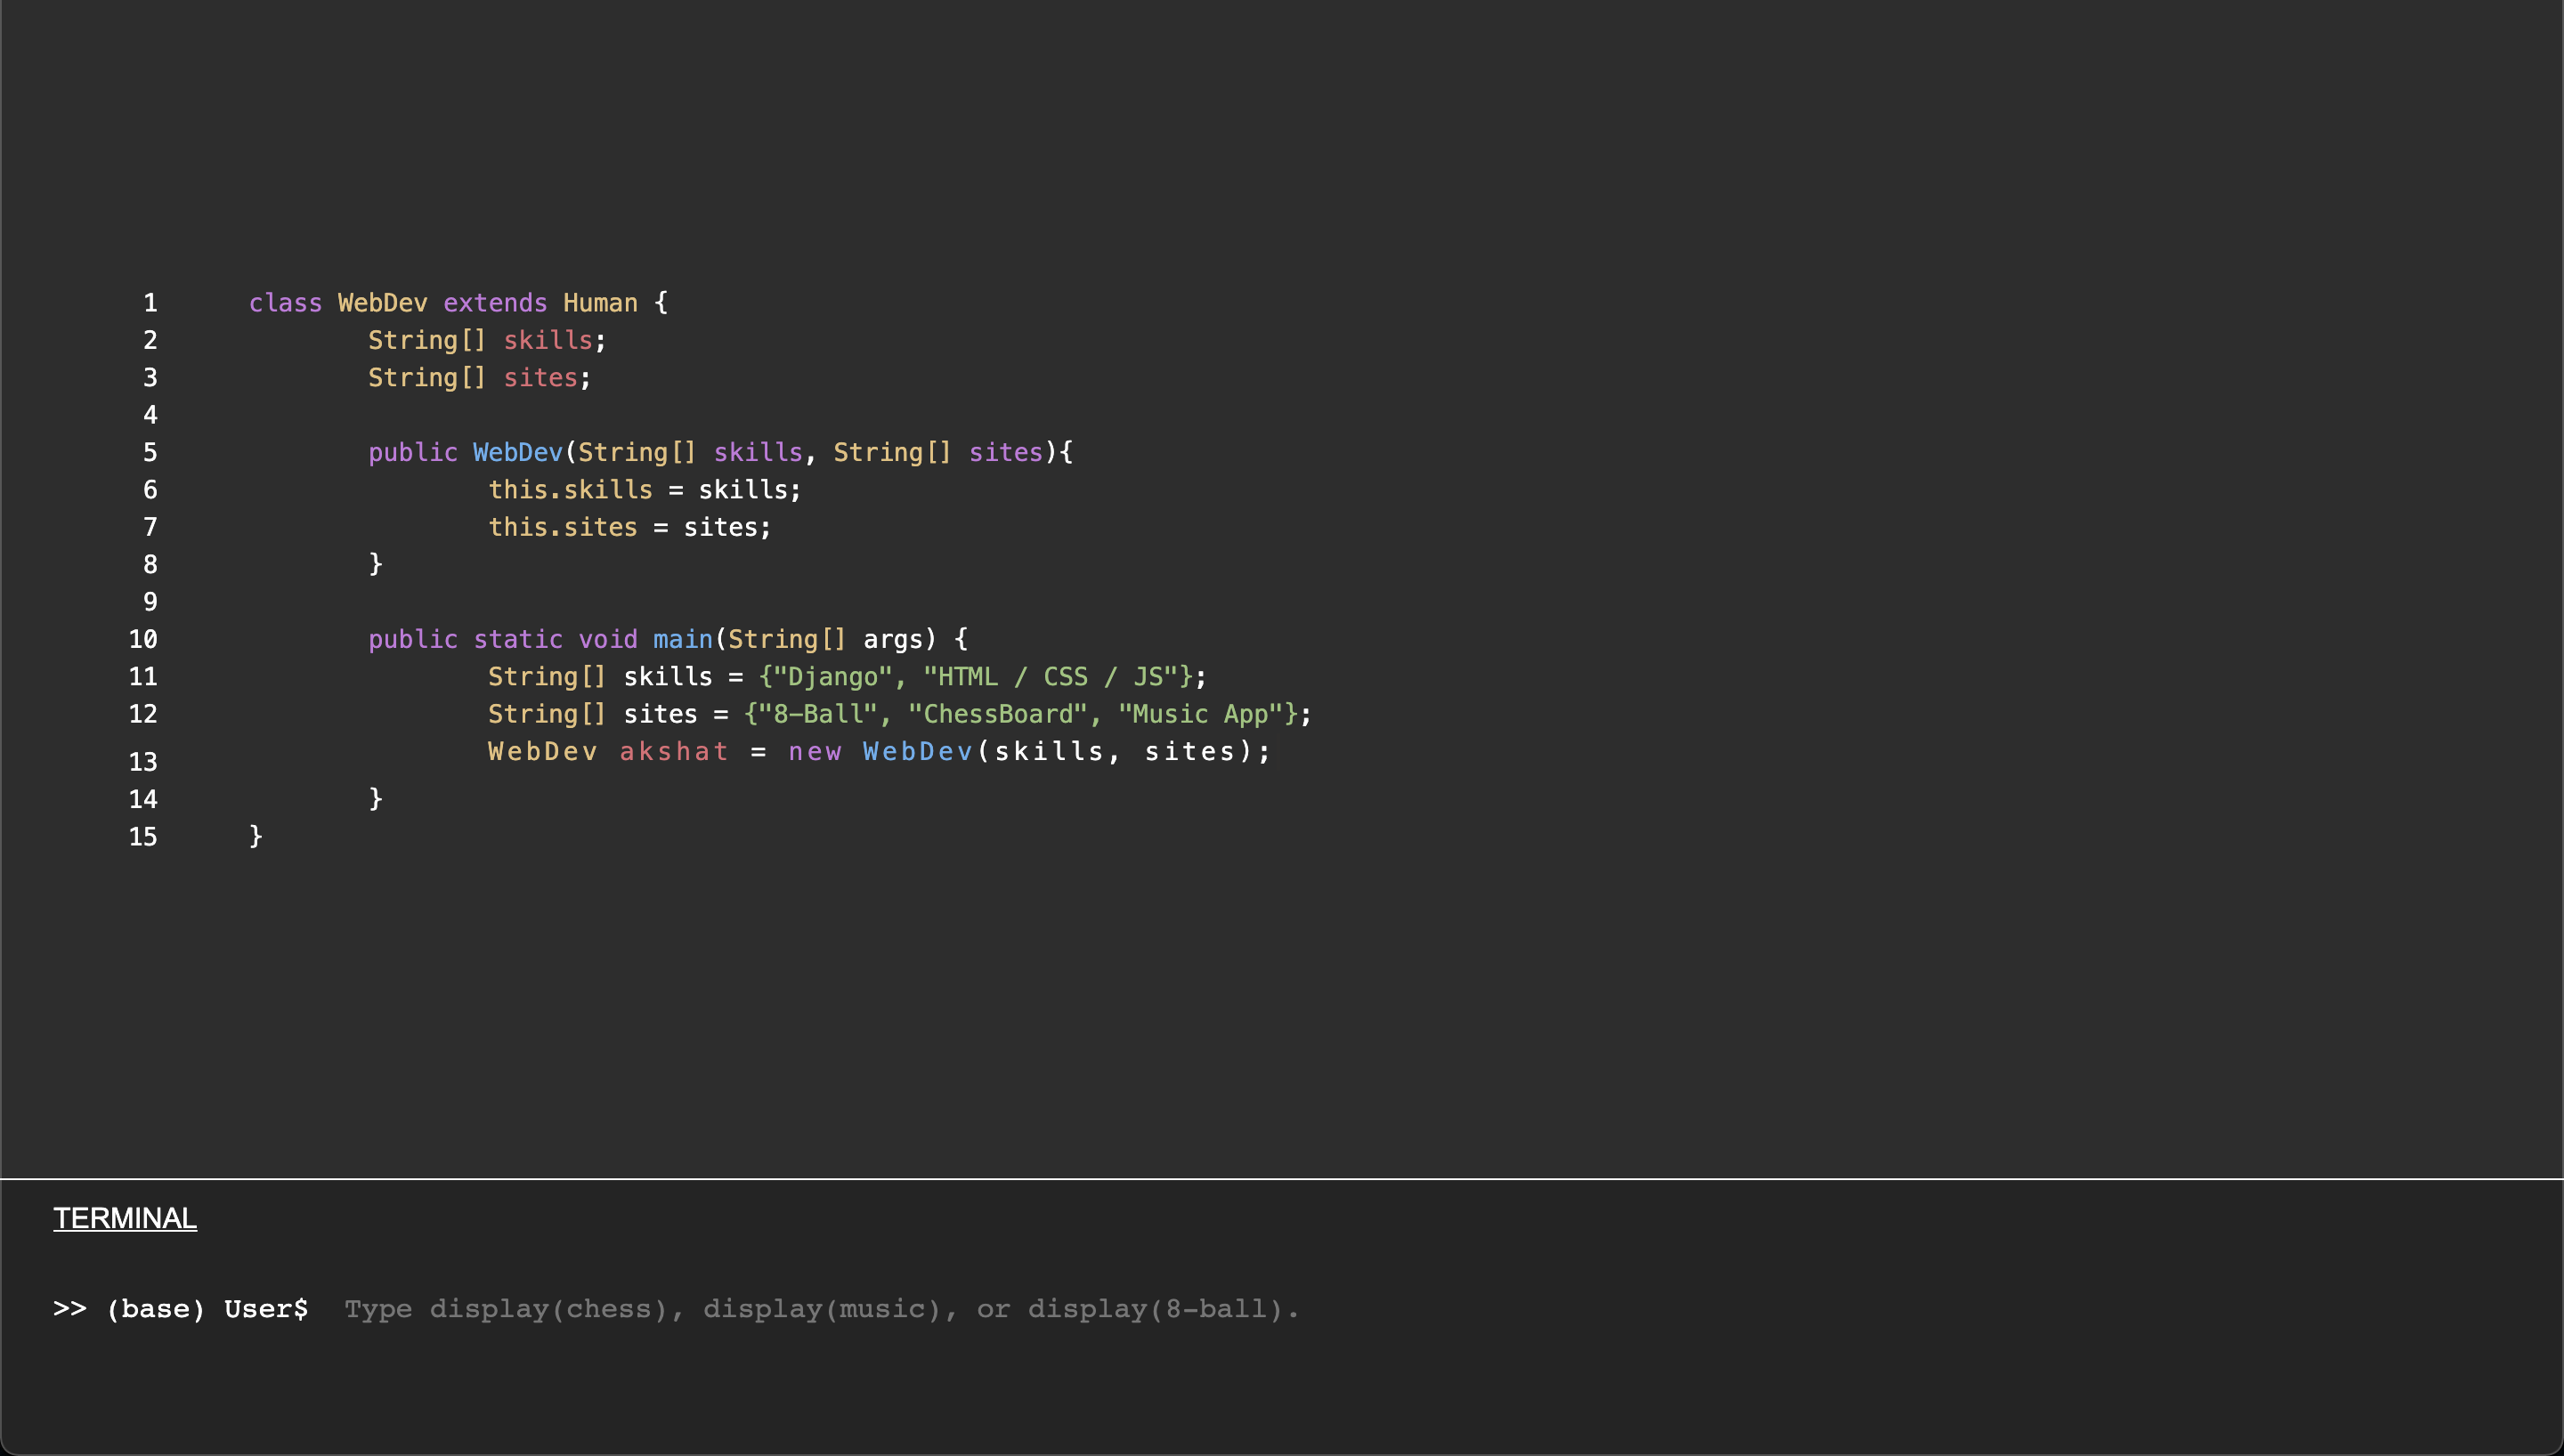 1 class WebDev extends Human {
2 String[] skills;
3 String[] sites;
4
5 public WebDev(String[] skills, String[] sites){
6 this.skills = skills;
7 this.sites = sites;
8 }
9
10 public static void main(String[] args) {
11 String[] skills = {"Django", "HTML / CSS / JS"};
12 String[] sites = {"8-Ball", "ChessBoard", "Music App"};
13 WebDev akshat = new WebDev(skills, sites);
14 }
15 }
TERMINAL
>> (base) User$ Type display(chess), display(music), or display(8-ball).